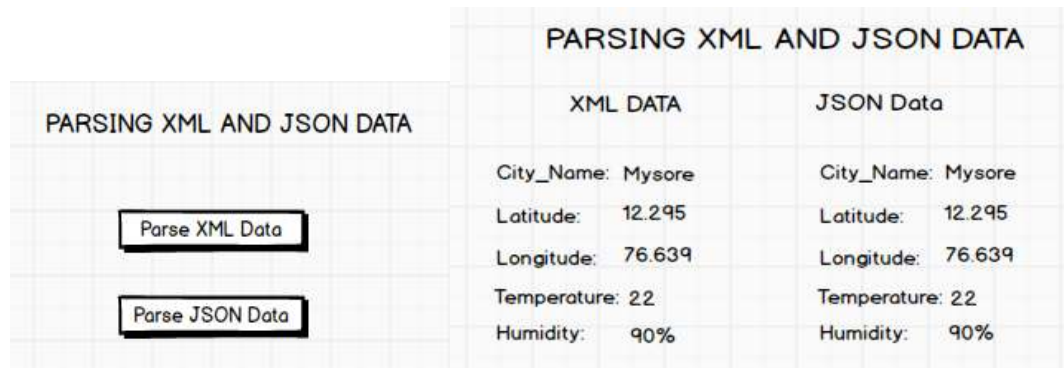 PARSING XML AND JSON DATA
Parse XML Data
Parse JSON Data
PARSING XML AND JSON DATA
XML DATA
City_Name: Mysore
Latitude: 12.295
Longitude: 76.639
Temperature: 22
Humidity: 90%
JSON Data
City_Name: Mysore
Latitude: 12.295
Longitude: 76.639
Temperature: 22
Humidity: 90%